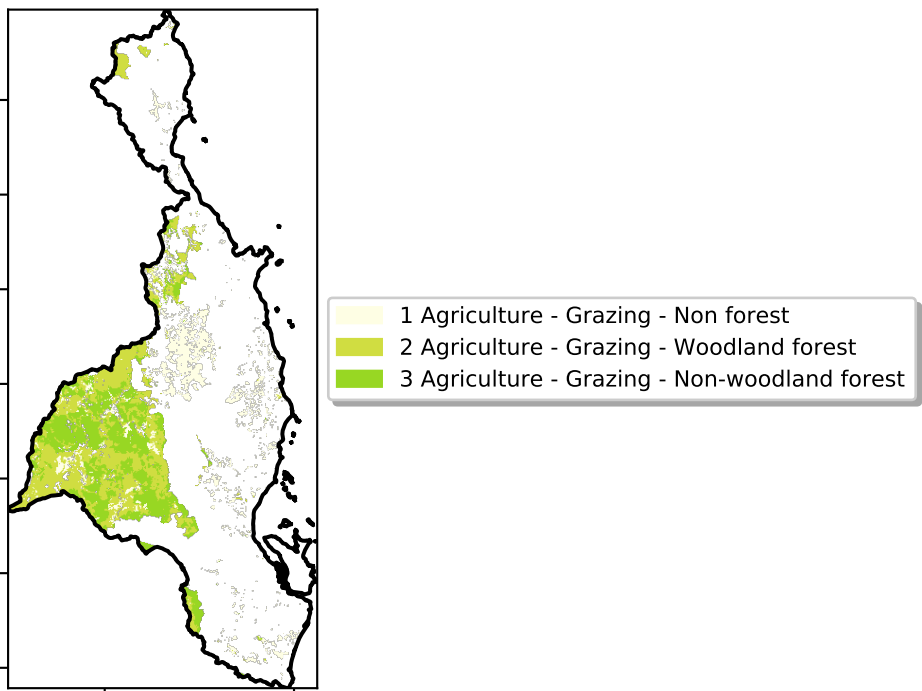 1 Agriculture - Grazing - Non forest
2 Agriculture - Grazing - Woodland forest
3 Agriculture - Grazing - Non-woodland forest